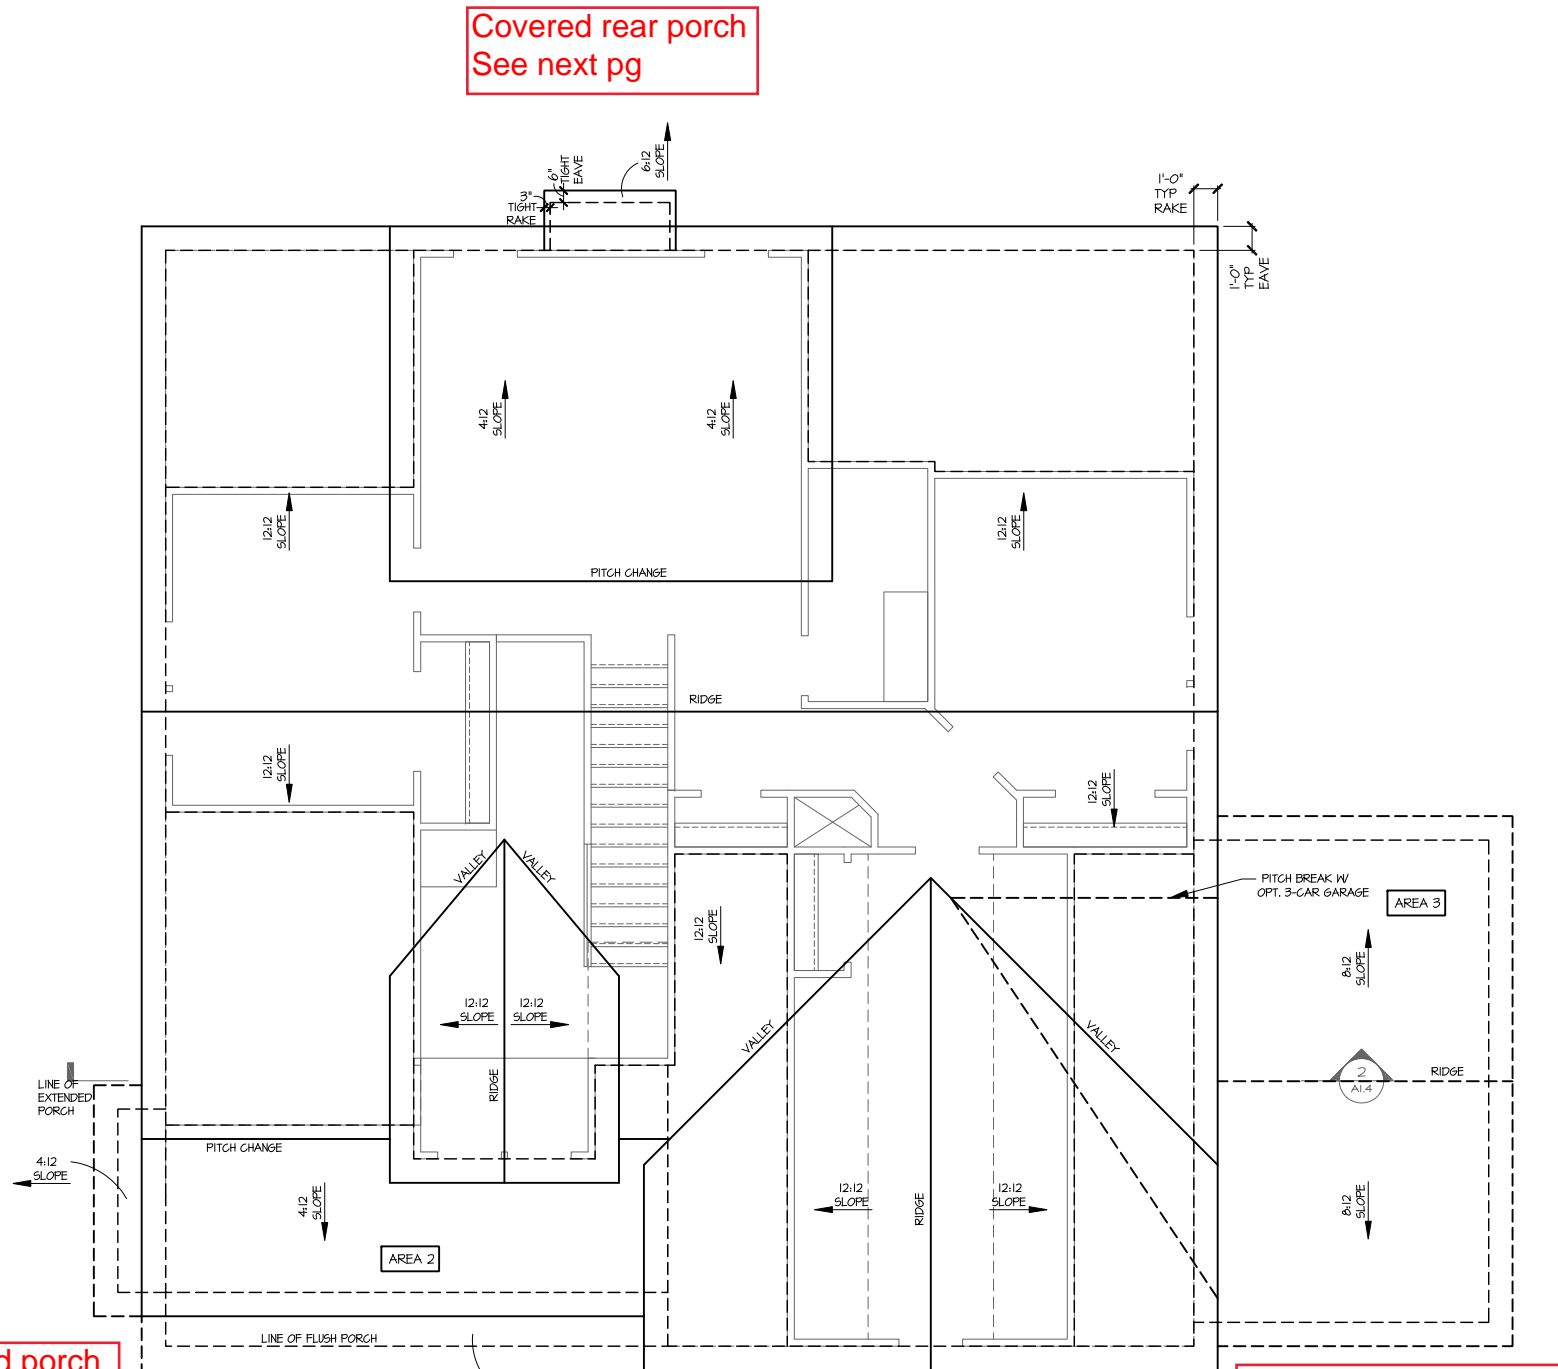 Covered rear porch
See next pg
6:12
SLOPE
6"
TIGHT
EAVE
3"
TIGHT
RAKE
1'-0"
TYP
RAKE
1'-0"
TYP
EAVE
4:12
SLOPE
4:12
SLOPE
12:12
SLOPE
12:12
SLOPE
PITCH CHANGE
RIDGE
12:12
SLOPE
12:12
SLOPE
VALLEY
VALLEY
PITCH BREAK W/
OPT. 3-CAR GARAGE
AREA 3
12:12
SLOPE
8:12
SLOPE
12:12
SLOPE
12:12
SLOPE
VALLEY
VALLEY
RIDGE
2
A1.4
RIDGE
LINE OF
EXTENDED
PORCH
PITCH CHANGE
4:12
SLOPE
4:12
SLOPE
12:12
SLOPE
RIDGE
12:12
SLOPE
8:12
SLOPE
AREA 2
LINE OF FLUSH PORCH
d porch